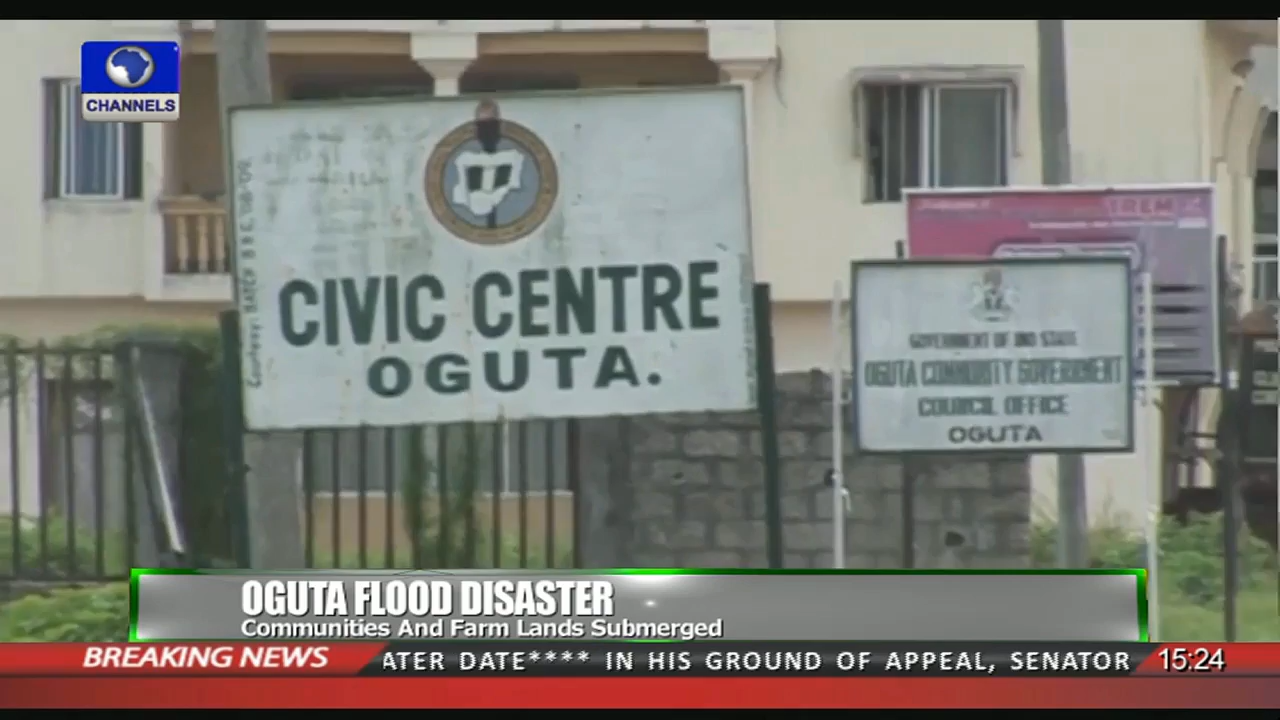 CHANNELS
CIVIC CENTRE
OGUTA.
GOVERNMENT OF IMO STATE
OGUTA COMMUNITY GOVERNMENT
COUNCIL OFFICE
OGUTA
OGUTA FLOOD DISASTER
Communities And Farm Lands Submerged
BREAKING NEWS
ATER DATE**** IN HIS GROUND OF APPEAL, SENATOR
15:24